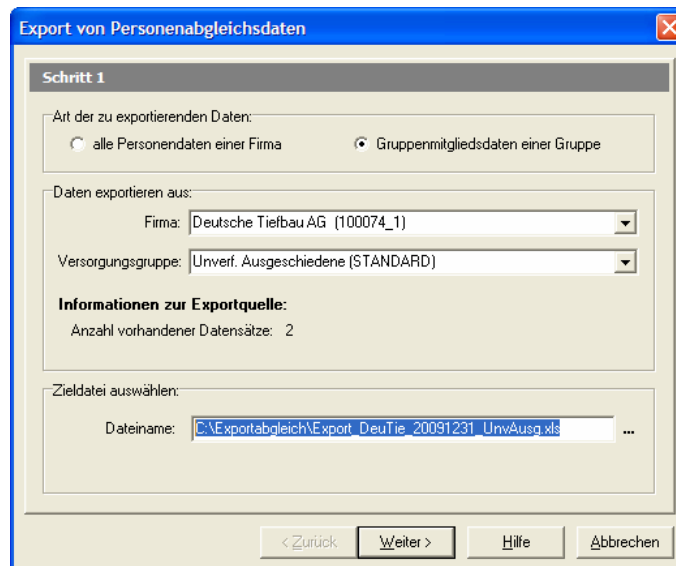 Export von Personenabgleichsdaten
Schritt 1
Art der zu exportierenden Daten:
alle Personendaten einer Firma
Gruppenmitgliedsdaten einer Gruppe
Daten exportieren aus:
Firma: Deutsche Tiefbau AG (100074_1)
Versorgungsgruppe: Unverf. Ausgeschiedene (STANDARD)
Informationen zur Exportquelle:
Anzahl vorhandener Datensätze: 2
Zieldatei auswählen:
Dateiname: C:\Exportabgleich\Export_DeuTie_20091231_UnvAusg.xls ...
< Zurück Weiter > Hilfe Abbrechen